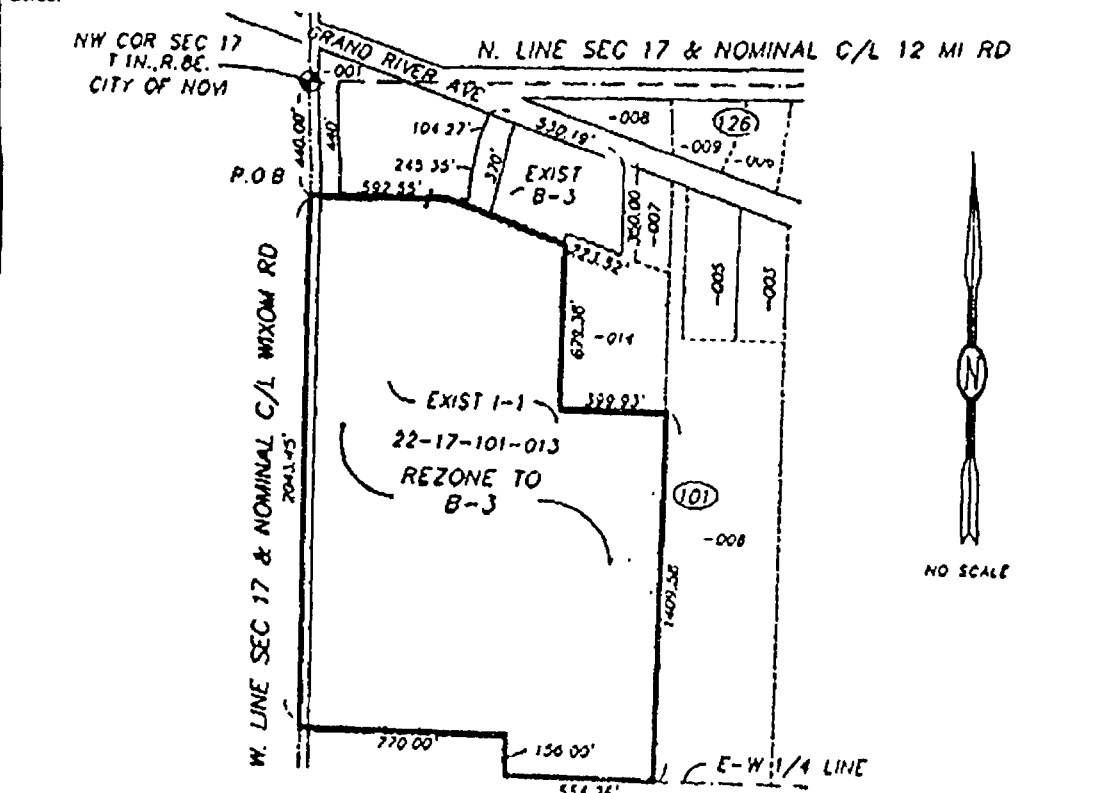 NW COR SEC 17
T 1N.,R.8E.
CITY OF NOVI
N. LINE SEC 17 & NOMINAL C/L 12 MI RD
GRAND RIVER AVE
-001
440.00'
440'
P.O B
592.55'
104.27'
245.35'
370'
530.19'
EXIST
B-3
-008
126
-009
350.00
-007
223.52'
-005
-003
679.38'
-014
399.93'
W. LINE SEC 17 & NOMINAL C/L WIXOM RD
2043.45'
EXIST I-1
22-17-101-013
REZONE TO
B-3
101
-008
1409.58
N
NO SCALE
770.00'
156.00'
E-W 1/4 LINE